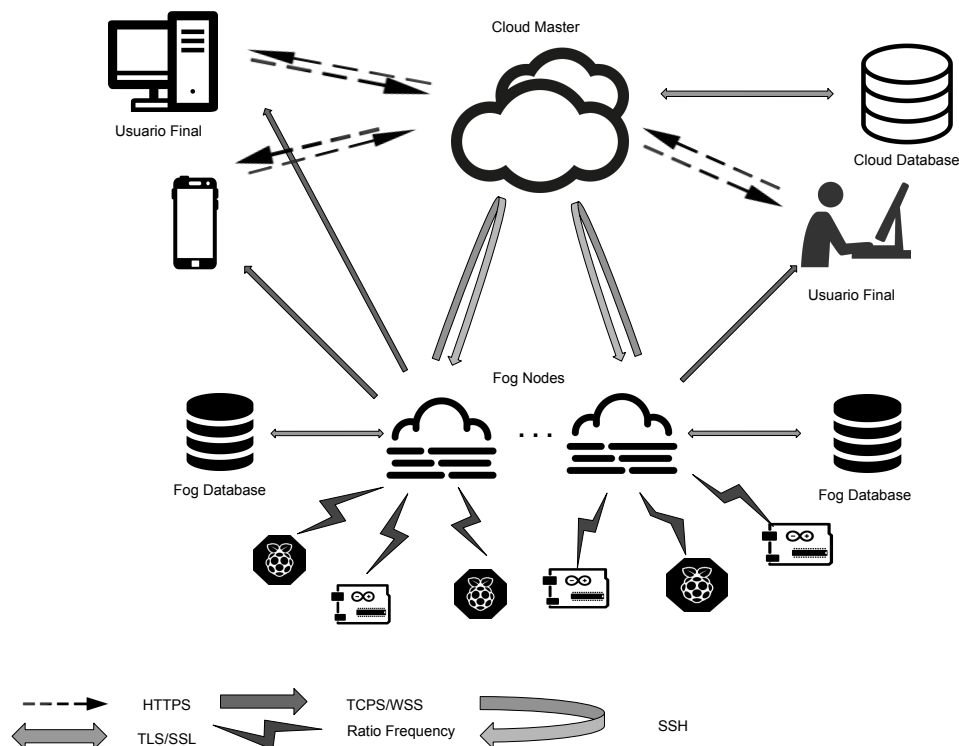 Cloud Master
Usuario Final
Cloud Database
Usuario Final
Fog Nodes
. . .
Fog Database
Fog Database
HTTPS
TCPS/WSS
SSH
TLS/SSL
Ratio Frequency